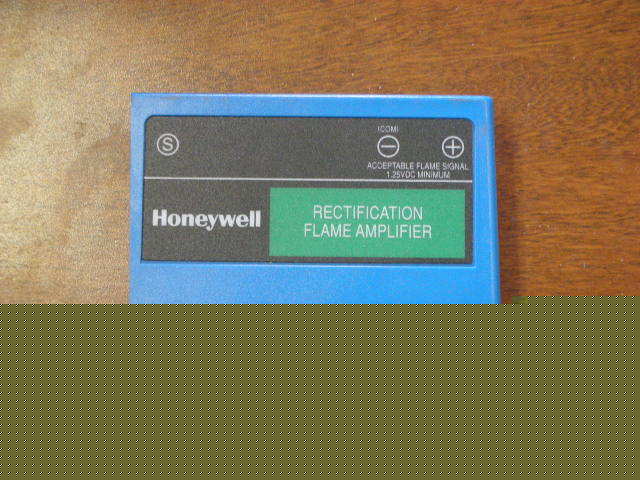 S
(COM)
− +
ACCEPTABLE FLAME SIGNAL
1.25VDC MINIMUM
Honeywell
RECTIFICATION
FLAME AMPLIFIER